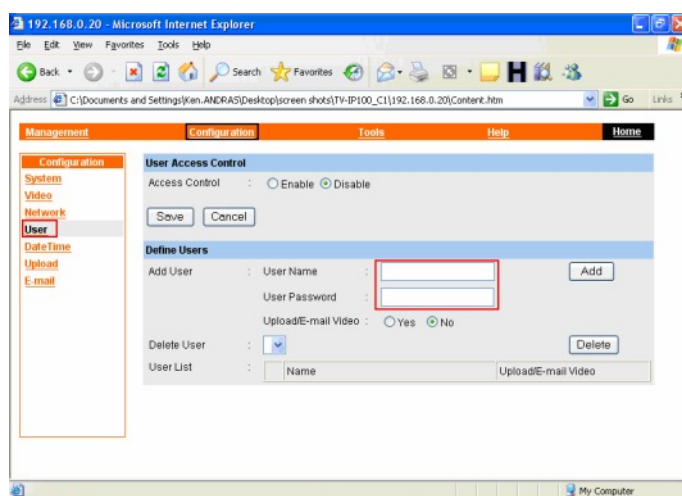 192.168.0.20 - Microsoft Internet Explorer
File Edit View Favorites Tools Help
Back Search Favorites
Address C:\Documents and Settings\Ken.ANDRAS\Desktop\screen shots\TV-IP100_C1\192.168.0.20\Content.htm Go Links
Management Configuration Tools Help Home
Configuration
System
Video
Network
User
DateTime
Upload
E-mail
User Access Control
Access Control : Enable Disable
Save Cancel
Define Users
Add User : User Name : Add
User Password :
Upload/E-mail Video : Yes No
Delete User : Delete
User List : Name Upload/E-mail Video
My Computer